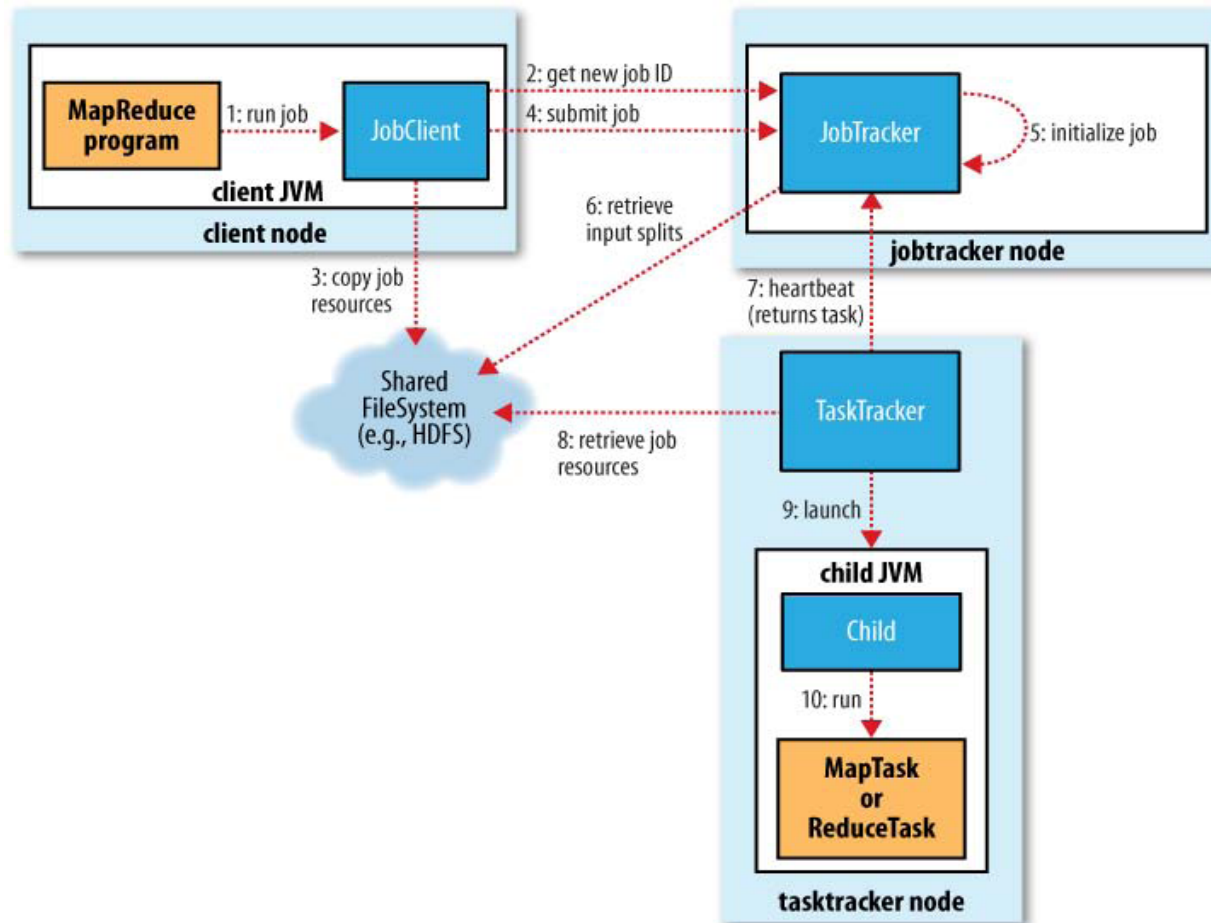 MapReduce
program
1: run job
JobClient
client JVM
client node
2: get new job ID
4: submit job
JobTracker
5: initialize job
jobtracker node
3: copy job
resources
6: retrieve
input splits
7: heartbeat
(returns task)
Shared
FileSystem
(e.g., HDFS)
8: retrieve job
resources
TaskTracker
9: launch
child JVM
Child
10: run
MapTask
or
ReduceTask
tasktracker node